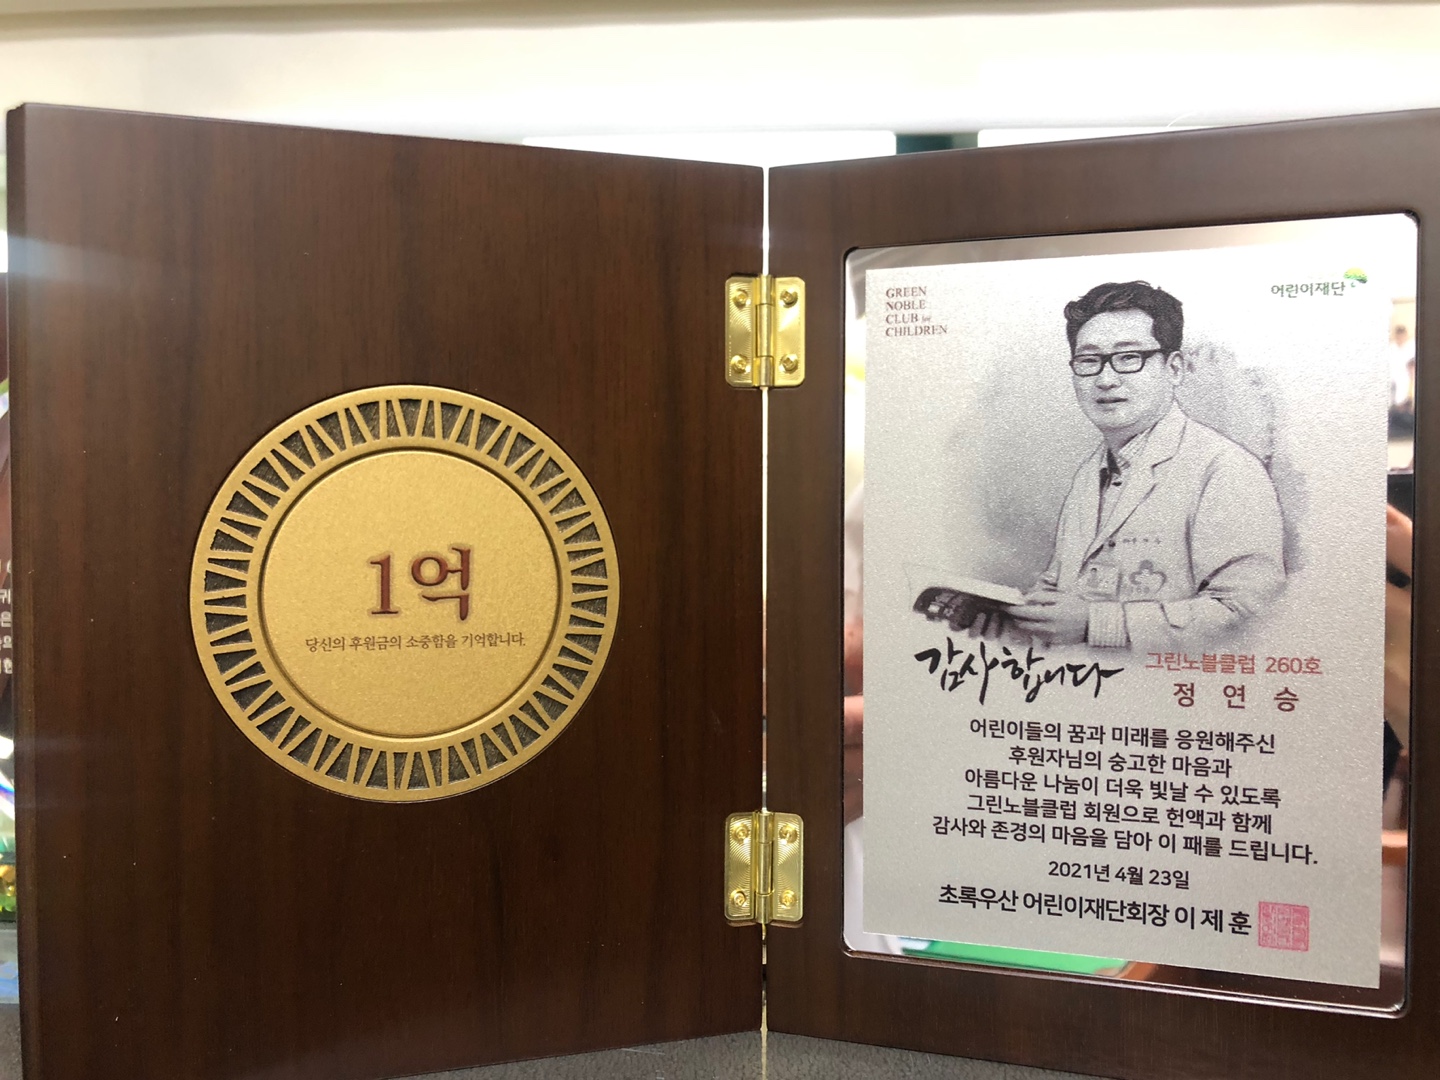 1억
당신의 후원금의 소중함을 기억합니다.
GREEN
NOBLE
CLUB for
CHILDREN
어린이재단
감사합니다
그린노블클럽 260호
정 연 승
어린이들의 꿈과 미래를 응원해주신
후원자님의 숭고한 마음과
아름다운 나눔이 더욱 빛날 수 있도록
그린노블클럽 회원으로 헌액과 함께
감사와 존경의 마음을 담아 이 패를 드립니다.
2021년 4월 23일
초록우산 어린이재단회장 이 제 훈